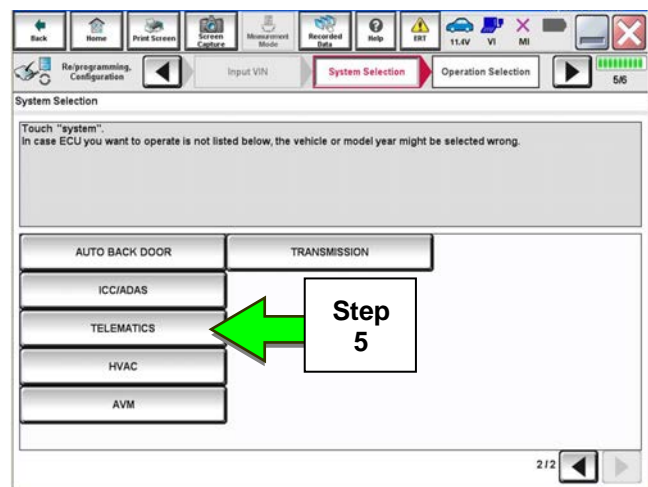 Back Home Print Screen Screen Capture Measurement Mode Recorded Data Help ERT 11.4V VI MI
Re/programming, Configuration Input VIN System Selection Operation Selection 5/6
System Selection
Touch "system".
In case ECU you want to operate is not listed below, the vehicle or model year might be selected wrong.
AUTO BACK DOOR TRANSMISSION
ICC/ADAS
TELEMATICS
Step
5
HVAC
AVM
2/2